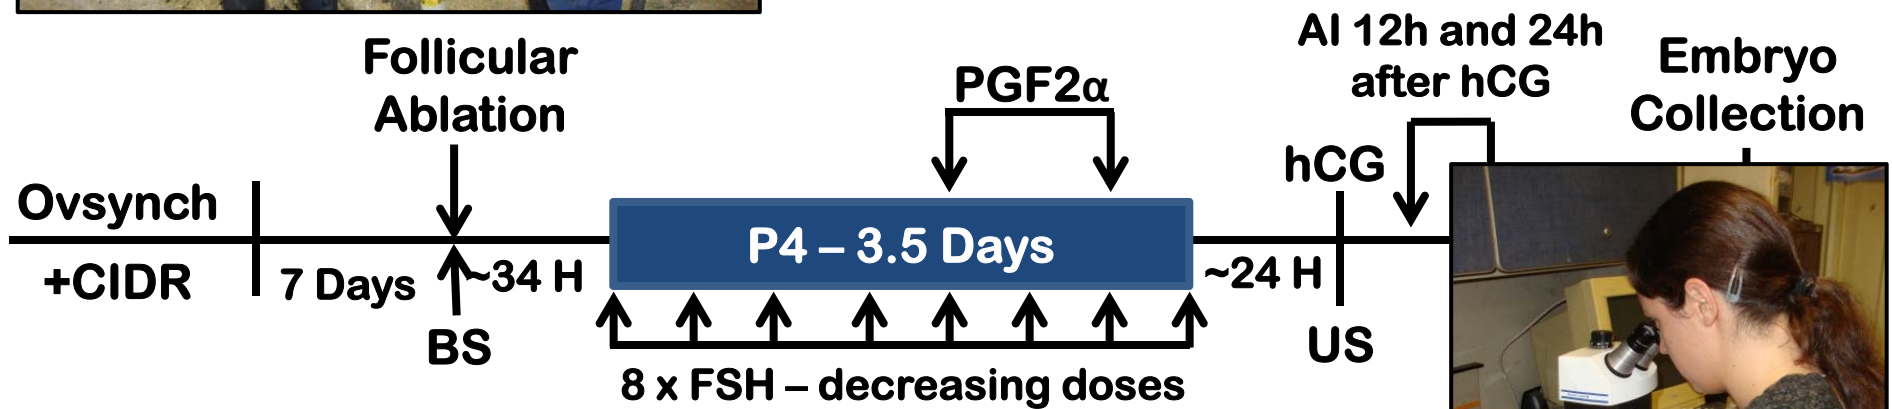 Follicular
Ablation
PGF2α
AI 12h and 24h
after hCG
Embryo
Collection
Ovsynch
+CIDR
7 Days
~34 H
BS
P4 – 3.5 Days
8 x FSH – decreasing doses
~24 H
hCG
US